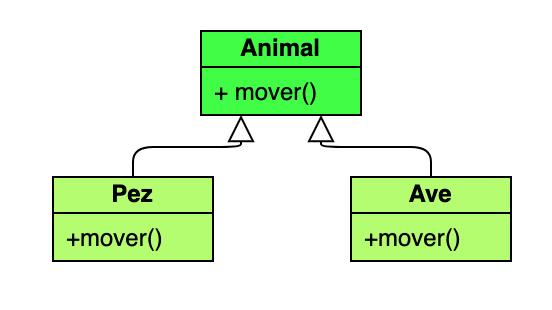 Animal
+ mover()
Pez
Ave
+mover()
+mover()